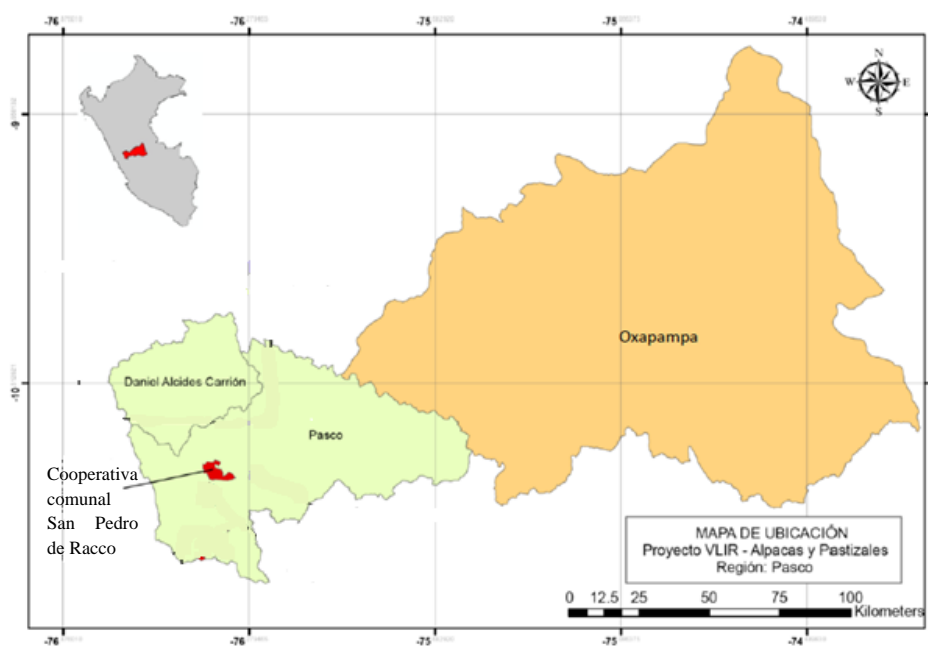 -76 -76 -75 -75 -74
N
W E
S
-9
Oxapampa
-10
Daniel Alcides Carrión
Pasco
Cooperativa
comunal
San Pedro
de Racco
MAPA DE UBICACIÓN
Proyecto VLIR - Alpacas y Pastizales
Región: Pasco
0 12.5 25 50 75 100
Kilometers
-9
-10
-76 -76 -75 -75 -74